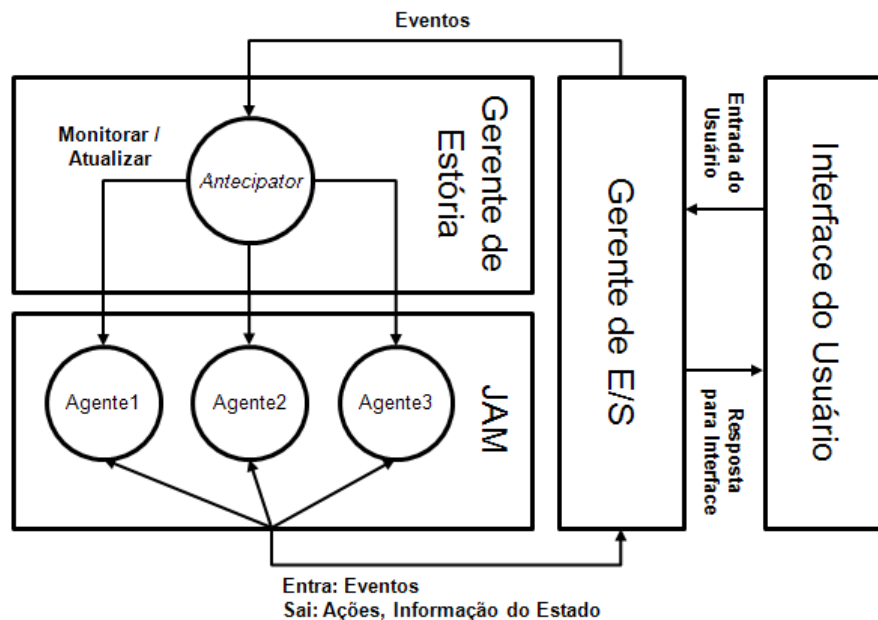 Eventos
Gerente de
Estória
Monitorar /
Atualizar
Antecipator
Agente1
Agente2
Agente3
JAM
Gerente de E/S
Entrada do
Usuário
Resposta
para Interface
Interface do Usuário
Entra: Eventos
Sai: Ações, Informação do Estado